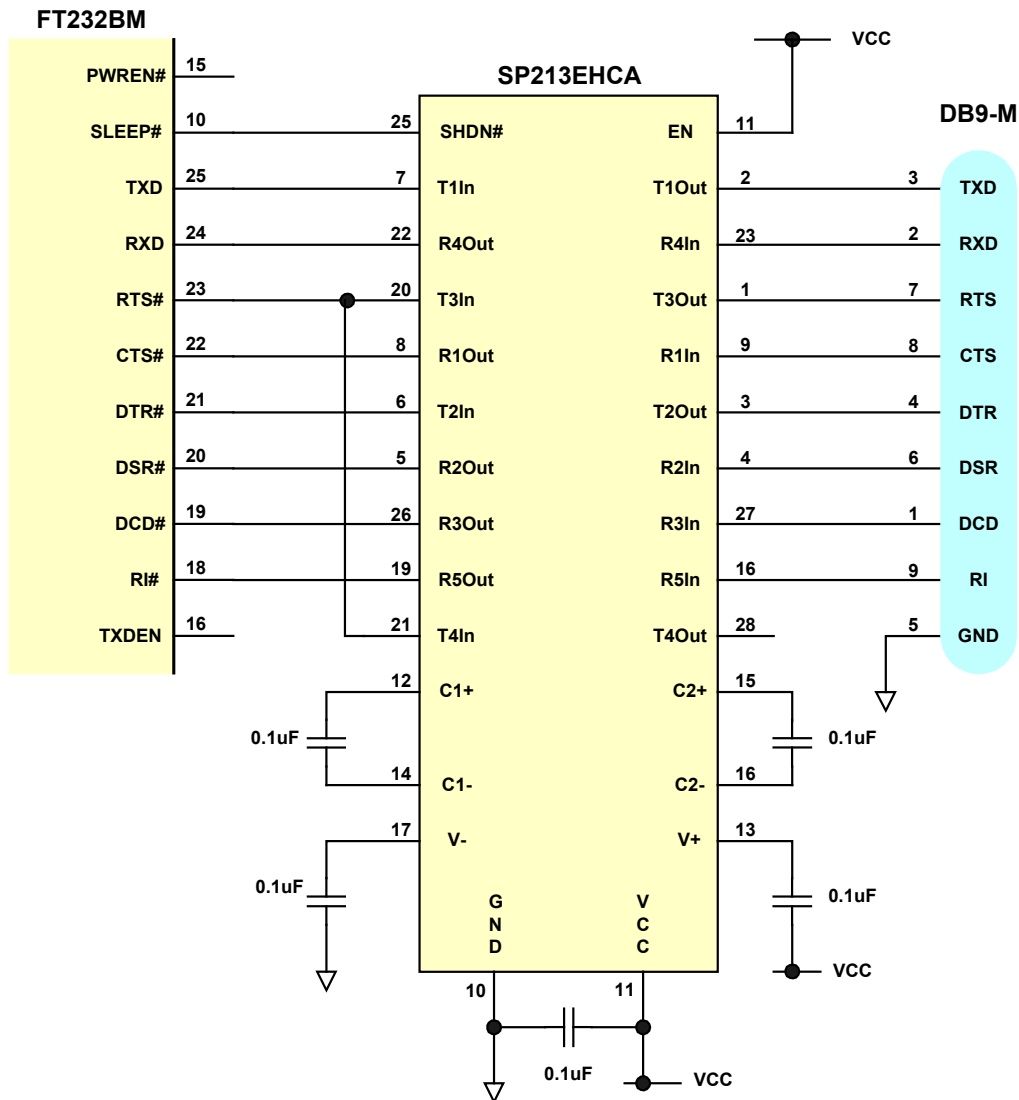 FT232BM
SP213EHCA
DB9-M
VCC
PWREN# 15
SLEEP# 10 25 SHDN# EN 11
TXD 25 7 T1In T1Out 2 3 TXD
RXD 24 22 R4Out R4In 23 2 RXD
RTS# 23 20 T3In T3Out 1 7 RTS
CTS# 22 8 R1Out R1In 9 8 CTS
DTR# 21 6 T2In T2Out 3 4 DTR
DSR# 20 5 R2Out R2In 4 6 DSR
DCD# 19 26 R3Out R3In 27 1 DCD
RI# 18 19 R5Out R5In 16 9 RI
TXDEN 16 21 T4In T4Out 28 5 GND
12 C1+ C2+ 15
0.1uF 0.1uF
14 C1- C2- 16
17 V- V+ 13
0.1uF 0.1uF
GND VCC
VCC
10 11
0.1uF
VCC